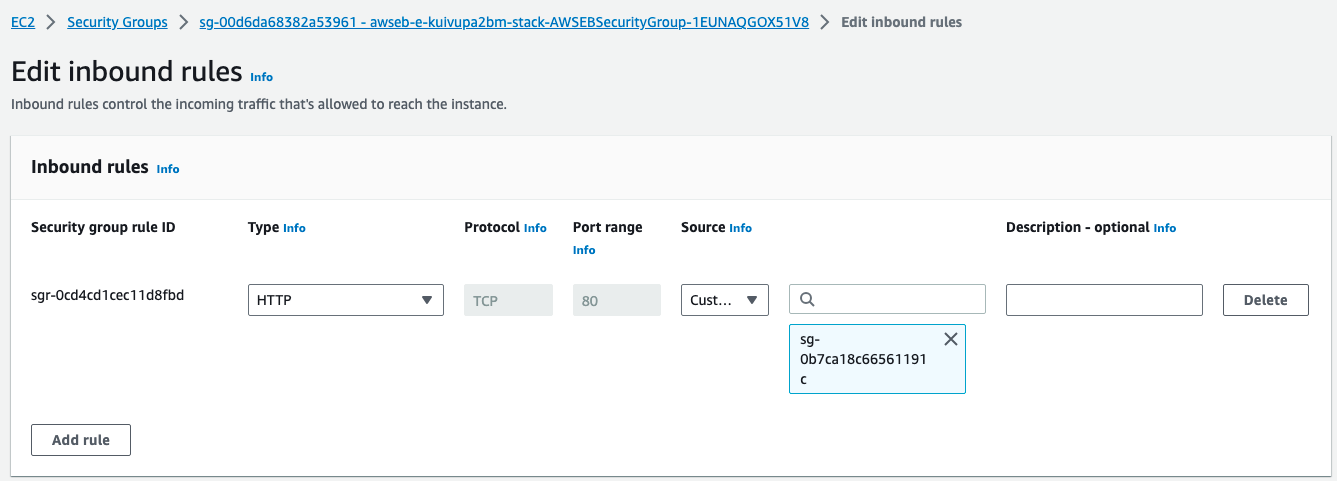 EC2 > Security Groups > sg-00d6da68382a53961 - awseb-e-kuivupa2bm-stack-AWSEBSecurityGroup-1EUNAQGOX51V8 > Edit inbound rules
Edit inbound rules Info
Inbound rules control the incoming traffic that's allowed to reach the instance.
Inbound rules Info
Security group rule ID Type Info Protocol Info Port range Source Info Description - optional Info
Info
sgr-0cd4cd1cec11d8fbd HTTP TCP 80 Cust... Delete
sg-
0b7ca18c66561191
c
Add rule